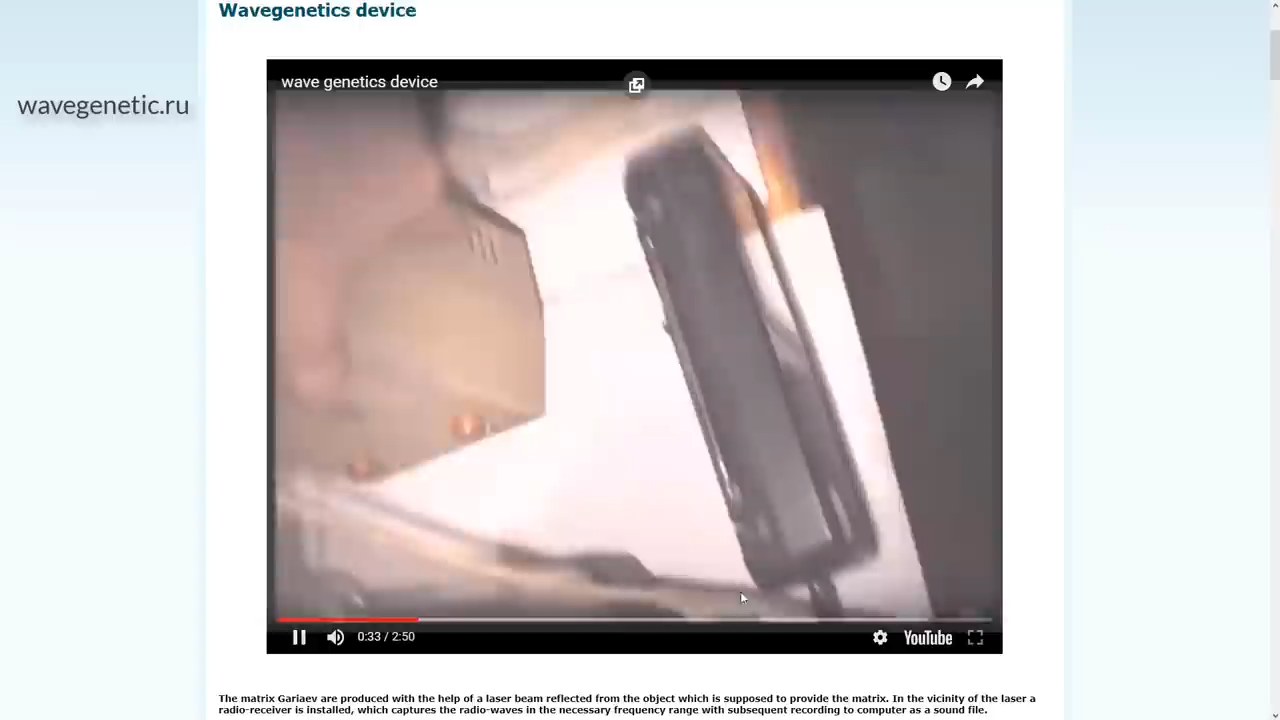 Wavegenetics device
wavegenetic.ru
wave genetics device
0:33 / 2:50
YouTube
The matrix Gariaev are produced with the help of a laser beam reflected from the object which is supposed to provide the matrix. In the vicinity of the laser a
radio-receiver is installed, which captures the radio-waves in the necessary frequency range with subsequent recording to computer as a sound file.